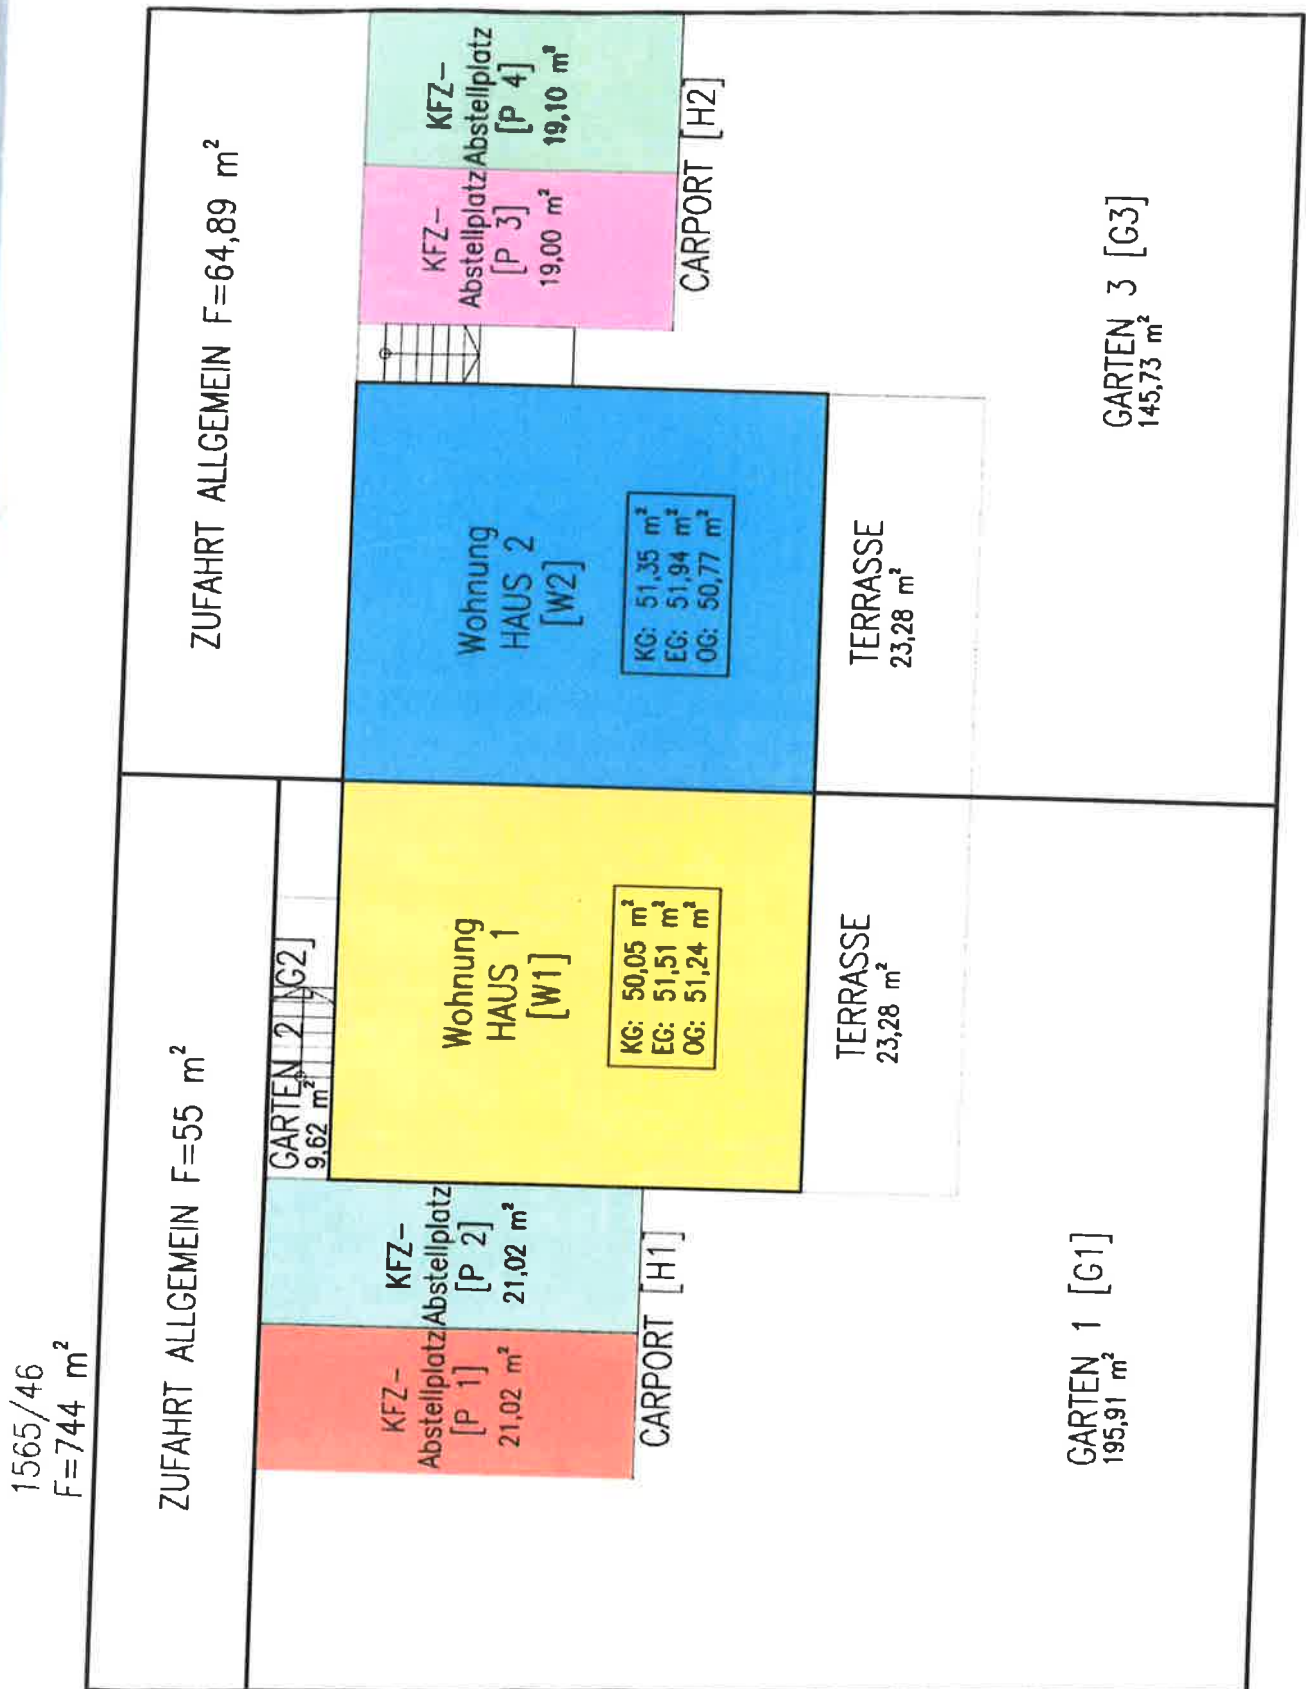 1565/46
F=744 m²
ZUFAHRT ALLGEMEIN F=55 m²
ZUFAHRT ALLGEMEIN F=64,89 m²
KFZ-
Abstellplatz
[P 1]
21,02 m²
KFZ-
Abstellplatz
[P 2]
21,02 m²
CARPORT [H1]
GARTEN 2 [G2]
9,62 m²
Wohnung
HAUS 1
[W1]
KG: 50,05 m²
EG: 51,51 m²
OG: 51,24 m²
Wohnung
HAUS 2
[W2]
KG: 51,35 m²
EG: 51,94 m²
OG: 50,77 m²
KFZ-
Abstellplatz
[P 3]
19,00 m²
KFZ-
Abstellplatz
[P 4]
19,10 m²
CARPORT [H2]
TERRASSE
23,28 m²
TERRASSE
23,28 m²
GARTEN 1 [G1]
195,91 m²
GARTEN 3 [G3]
145,73 m²